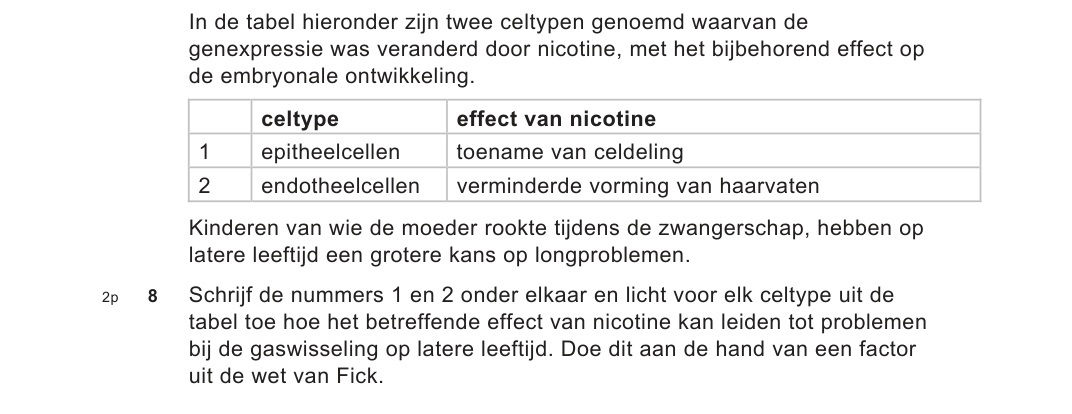 In de tabel hieronder zijn twee celtypen genoemd waarvan de
genexpressie was veranderd door nicotine, met het bijbehorend effect op
de embryonale ontwikkeling.
celtype effect van nicotine
1 epitheelcellen toename van celdeling
2 endotheelcellen verminderde vorming van haarvaten
Kinderen van wie de moeder rookte tijdens de zwangerschap, hebben op
latere leeftijd een grotere kans op longproblemen.
2p 8 Schrijf de nummers 1 en 2 onder elkaar en licht voor elk celtype uit de
tabel toe hoe het betreffende effect van nicotine kan leiden tot problemen
bij de gaswisseling op latere leeftijd. Doe dit aan de hand van een factor
uit de wet van Fick.